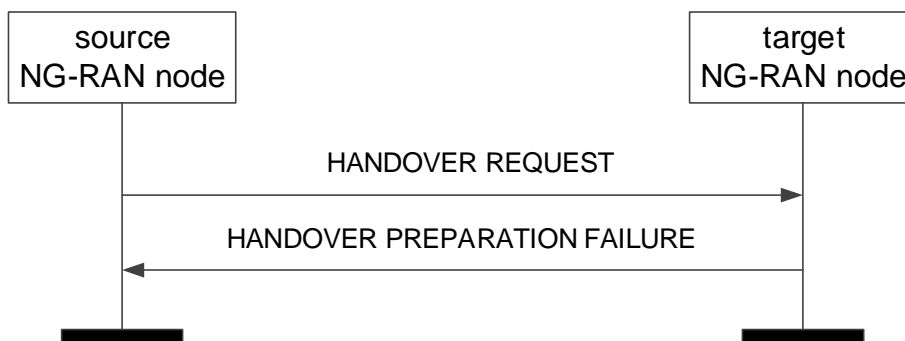 source
NG-RAN node
target
NG-RAN node
HANDOVER REQUEST
HANDOVER PREPARATION FAILURE